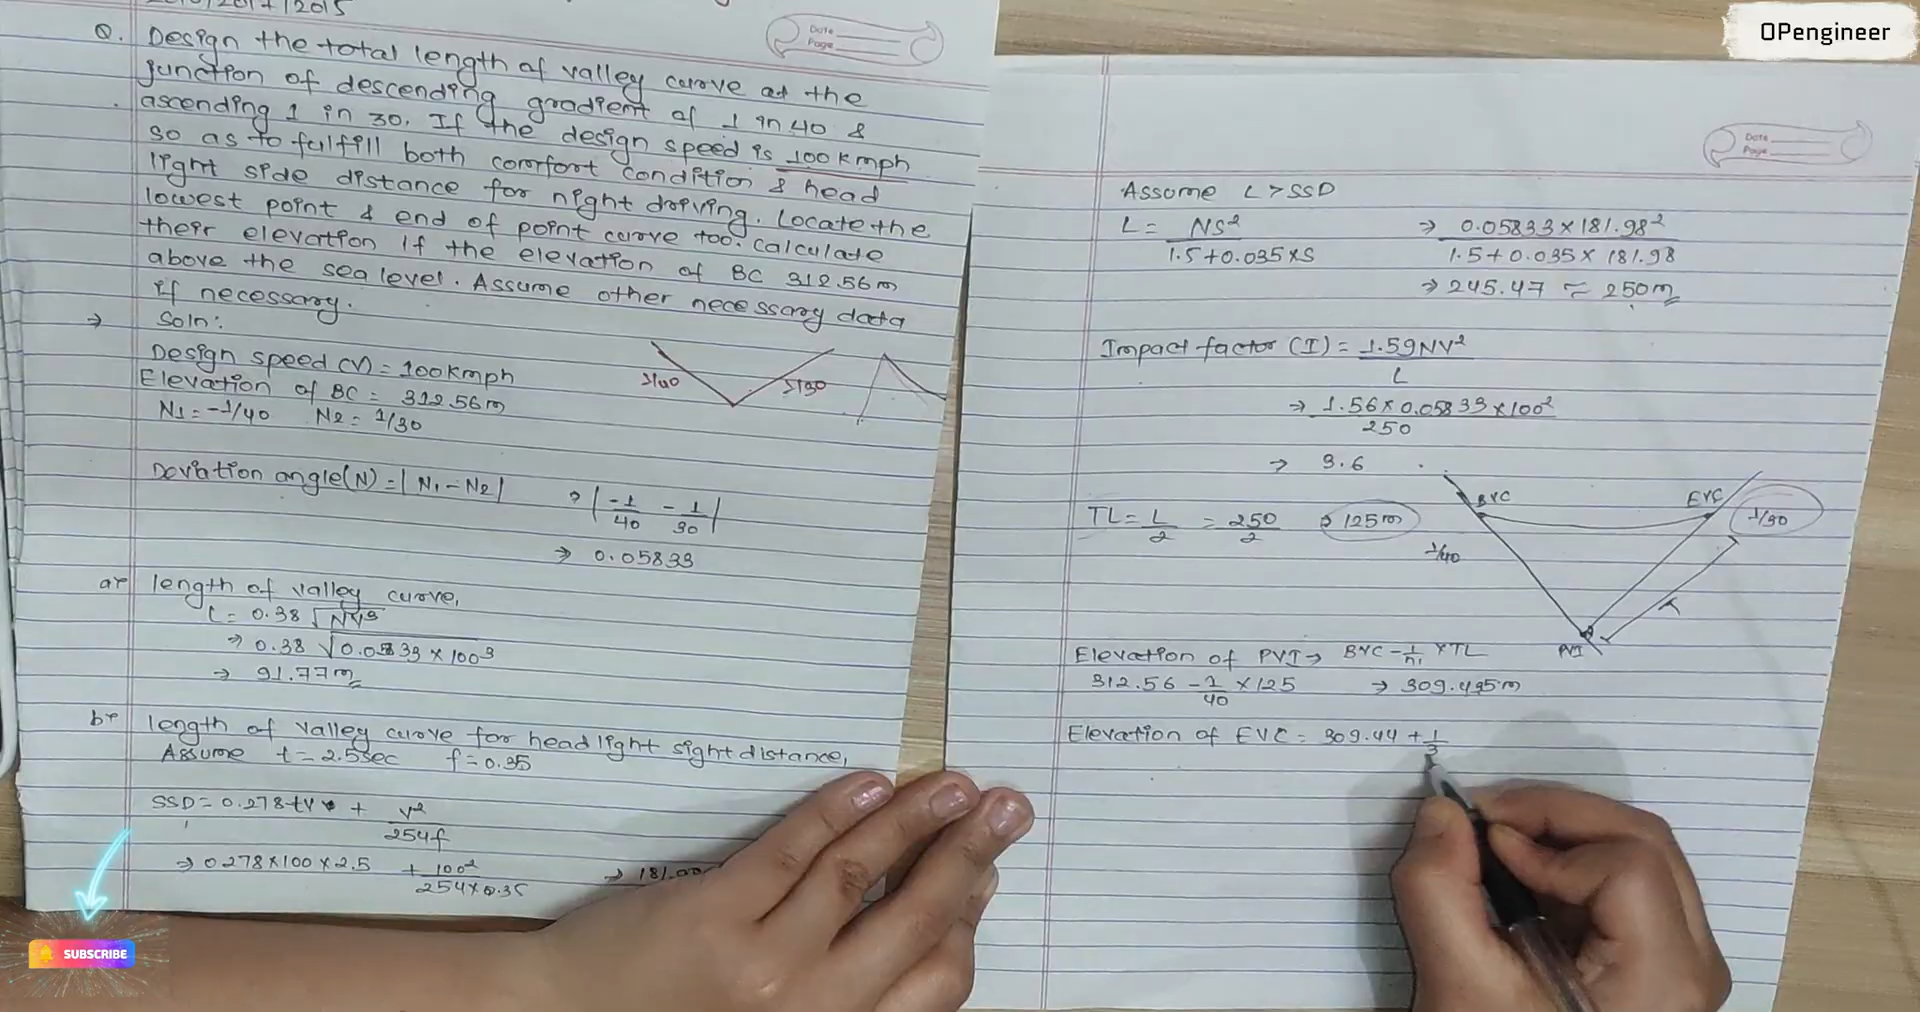 2016/2017/2015
Date
Page
Q. Design the total length of valley curve at the
junction of descending gradient of 1 in 40 &
ascending 1 in 30. If the design speed is 100 kmph
so as to fulfill both comfort condition & head
light side distance for night driving. Locate the
lowest point & end of point curve too. calculate
their elevation if the elevation of BC 312.56m
above the sea level. Assume other necessary data
if necessary.
→ Soln:
Design speed (V) = 100kmph
Elevation of BC = 312.56m
N1 = -1/40 N2 = 1/30
1/40 1/30
Deviation angle(N) = | N1 - N2 | ⇒ | -1/40 - 1/30 |
⇒ 0.05833
a> length of valley curve,
L = 0.38 √NV³
⇒ 0.38 √0.05833 × 100³
⇒ 91.77m
b> length of valley curve for head light sight distance,
Assume t = 2.5sec f = 0.35
SSD = 0.278tV + V²/254f
⇒ 0.278 × 100 × 2.5 + 100²/254 × 0.35
OPengineer
Date
Page
Assume L > SSD
L = NS²/1.5 + 0.035 × S ⇒ 0.05833 × 181.98²/1.5 + 0.035 × 181.98
⇒ 245.47 ≈ 250m
Impact factor (I) = 1.59NV²/L
⇒ 1.56 × 0.05833 × 100²/250
⇒ 3.6
BVC EVC
TL = L/2 = 250/2 ⇒ 125m
1/30
-1/40
PVI
Elevation of PVI → BVC - 1/n1 × TL
312.56 - 1/40 × 125 ⇒ 309.435m
Elevation of EVC = 309.44 + 1/3
SUBSCRIBE